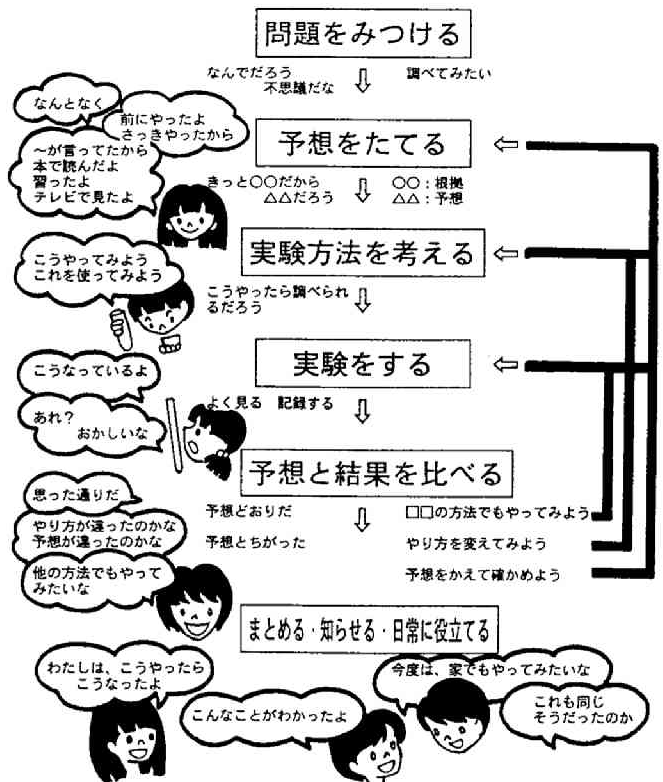 問題をみつける
なんでだろう
不思議だな
調べてみたい
なんとなく
前にやったよ
さっきやったから
～が言ってたから
本で読んだよ
習ったよ
テレビで見たよ
予想をたてる
きっと○○だから
△△だろう
○○：根拠
△△：予想
実験方法を考える
こうやってみよう
これを使ってみよう
こうやったら調べられ
るだろう
実験をする
こうなっているよ
あれ？
おかしいな
よく見る 記録する
予想と結果を比べる
思った通りだ
やり方が違ったのかな
予想が違ったのかな
他の方法でもやって
みたいな
予想どおりだ
□□の方法でもやってみよう
予想とちがった
やり方を変えてみよう
予想をかえて確かめよう
まとめる・知らせる・日常に役立てる
わたしは、こうやったら
こうなったよ
こんなことがわかったよ
今度は、家でもやってみたいな
これも同じ
そうだったのか